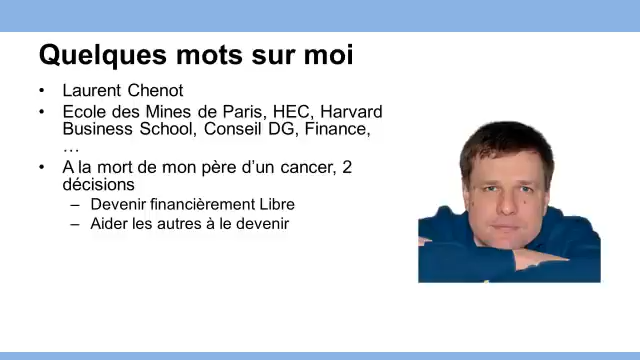 Quelques mots sur moi
• Laurent Chenot
• Ecole des Mines de Paris, HEC, Harvard
Business School, Conseil DG, Finance,
…
• A la mort de mon père d’un cancer, 2
décisions
– Devenir financièrement Libre
– Aider les autres à le devenir